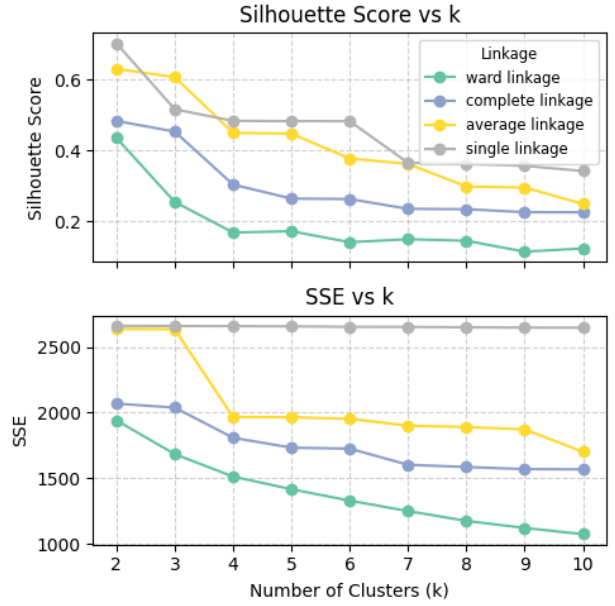 Silhouette Score vs k
Silhouette Score
0.6
0.4
0.2
Linkage
ward linkage
complete linkage
average linkage
single linkage
SSE vs k
SSE
2500
2000
1500
1000
2 3 4 5 6 7 8 9 10
Number of Clusters (k)